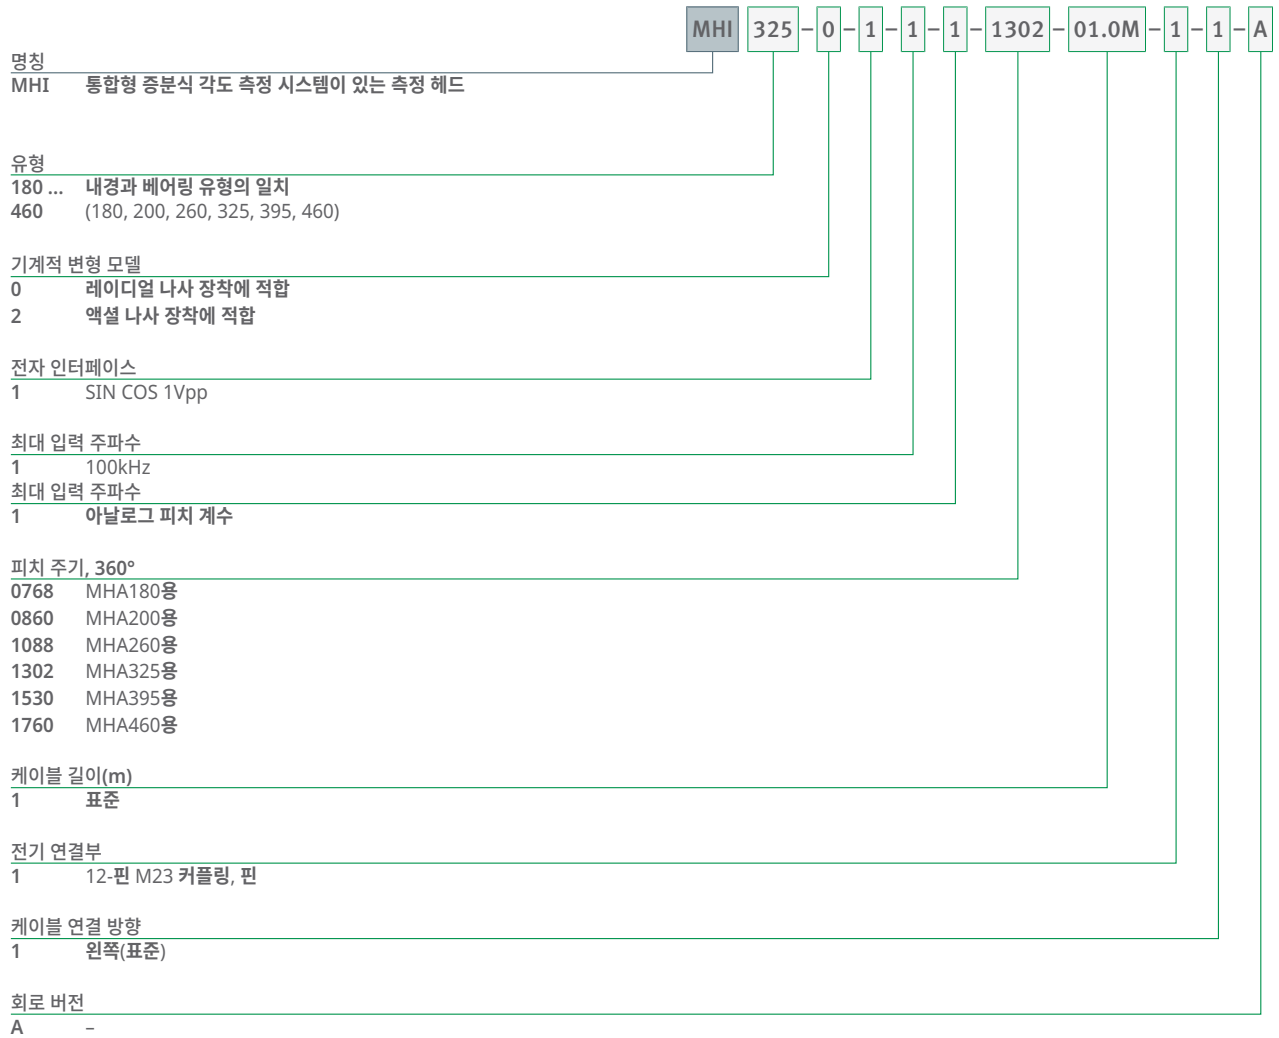 MHI 325 – 0 – 1 – 1 – 1 – 1302 – 01.0M – 1 – 1 – A
명칭
MHI 통합형 증분식 각도 측정 시스템이 있는 측정 헤드
유형
180 ... 내경과 베어링 유형의 일치
460 (180, 200, 260, 325, 395, 460)
기계적 변형 모델
0 레이디얼 나사 장착에 적합
2 액셜 나사 장착에 적합
전자 인터페이스
1 SIN COS 1Vpp
최대 입력 주파수
1 100kHz
최대 입력 주파수
1 아날로그 피치 계수
피치 주기, 360°
0768 MHA180용
0860 MHA200용
1088 MHA260용
1302 MHA325용
1530 MHA395용
1760 MHA460용
케이블 길이(m)
1 표준
전기 연결부
1 12-핀 M23 커플링, 핀
케이블 연결 방향
1 왼쪽(표준)
회로 버전
A –